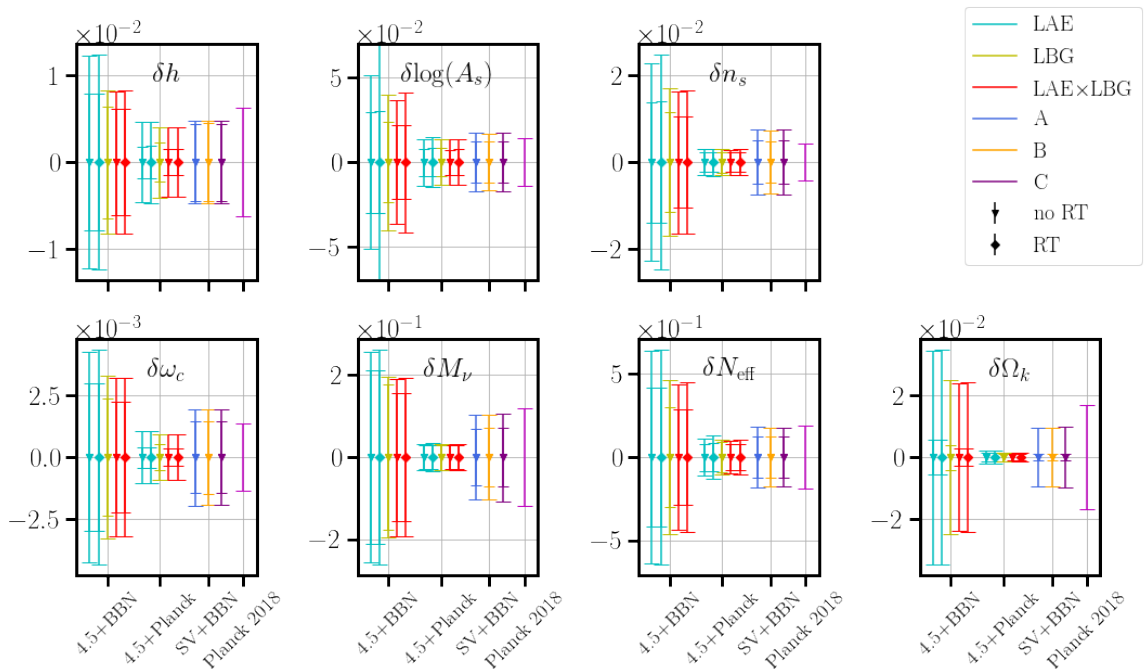 ×10⁻²
δh
1
0
−1
×10⁻²
δlog(A_s)
5
0
−5
×10⁻²
δn_s
2
0
−2
LAE
LBG
LAE×LBG
A
B
C
no RT
RT
×10⁻³
δω_c
2.5
0.0
−2.5
4.5+BBN
4.5+Planck
SV+BBN
Planck 2018
×10⁻¹
δM_ν
2
0
−2
4.5+BBN
4.5+Planck
SV+BBN
Planck 2018
×10⁻¹
δN_eff
5
0
−5
4.5+BBN
4.5+Planck
SV+BBN
Planck 2018
×10⁻²
δΩ_k
2
0
−2
4.5+BBN
4.5+Planck
SV+BBN
Planck 2018